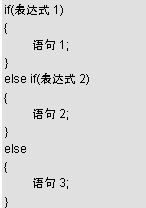 if(表达式 1)
{
语句 1;
}
else if(表达式 2)
{
语句 2;
}
else
{
语句 3;
}